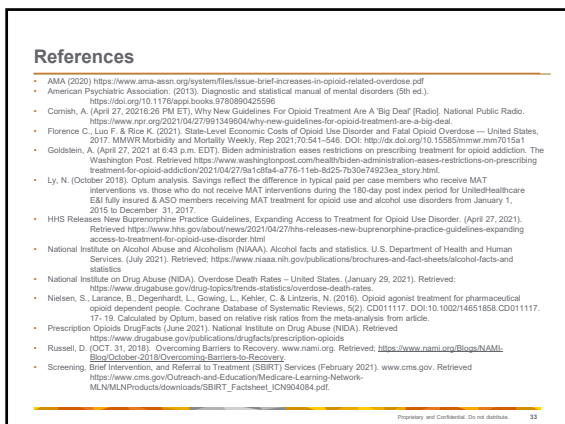 References
• AMA (2020) https://www.ama-assn.org/system/files/issue-brief-increases-in-opioid-related-overdose.pdf
• American Psychiatric Association. (2013). Diagnostic and statistical manual of mental disorders (5th ed.).
https://doi.org/10.1176/appi.books.9780890425596
• Cornish, A. (April 27, 20216:26 PM ET), Why New Guidelines For Opioid Treatment Are A 'Big Deal' [Radio]. National Public Radio.
https://www.npr.org/2021/04/27/991349604/why-new-guidelines-for-opioid-treatment-are-a-big-deal.
• Florence C., Luo F. & Rice K. (2021). State-Level Economic Costs of Opioid Use Disorder and Fatal Opioid Overdose — United States,
2017. MMWR Morbidity and Mortality Weekly, Rep 2021;70:541–546. DOI: http://dx.doi.org/10.15585/mmwr.mm7015a1
• Goldstein, A. (April 27, 2021 at 6:43 p.m. EDT). Biden administration eases restrictions on prescribing treatment for opioid addiction. The
Washington Post. Retrieved https://www.washingtonpost.com/health/biden-administration-eases-restrictions-on-prescribing
treatment-for-opioid-addiction/2021/04/27/9a1c8fa4-a776-11eb-8d25-7b30e74923ea_story.html.
• Ly, N. (October 2018). Optum analysis. Savings reflect the difference in typical paid per case members who receive MAT
interventions vs. those who do not receive MAT interventions during the 180-day post index period for UnitedHealthcare
E&I fully insured & ASO members receiving MAT treatment for opioid use and alcohol use disorders from January 1,
2015 to December 31, 2017.
• HHS Releases New Buprenorphine Practice Guidelines, Expanding Access to Treatment for Opioid Use Disorder. (April 27, 2021).
Retrieved https://www.hhs.gov/about/news/2021/04/27/hhs-releases-new-buprenorphine-practice-guidelines-expanding
access-to-treatment-for-opioid-use-disorder.html
• National Institute on Alcohol Abuse and Alcoholism (NIAAA). Alcohol facts and statistics. U.S. Department of Health and Human
Services. (July 2021). Retrieved; https://www.niaaa.nih.gov/publications/brochures-and-fact-sheets/alcohol-facts-and
statistics
• National Institute on Drug Abuse (NIDA). Overdose Death Rates – United States. (January 29, 2021). Retrieved:
https://www.drugabuse.gov/drug-topics/trends-statistics/overdose-death-rates.
• Nielsen, S., Larance, B., Degenhardt, L., Gowing, L., Kehler, C. & Lintzeris, N. (2016). Opioid agonist treatment for pharmaceutical
opioid dependent people. Cochrane Database of Systematic Reviews, 5(2). CD011117. DOI:10.1002/14651858.CD011117.
17- 19. Calculated by Optum, based on relative risk ratios from the meta-analysis from article.
• Prescription Opioids DrugFacts (June 2021). National Institute on Drug Abuse (NIDA). Retrieved
https://www.drugabuse.gov/publications/drugfacts/prescription-opioids
• Russell, D. (OCT. 31, 2018). Overcoming Barriers to Recovery. www.nami.org. Retrieved; https://www.nami.org/Blogs/NAMI-
Blog/October-2018/Overcoming-Barriers-to-Recovery.
• Screening, Brief Intervention, and Referral to Treatment (SBIRT) Services (February 2021). www.cms.gov. Retrieved
https://www.cms.gov/Outreach-and-Education/Medicare-Learning-Network-
MLN/MLNProducts/downloads/SBIRT_Factsheet_ICN904084.pdf.
Proprietary and Confidential. Do not distribute. 33